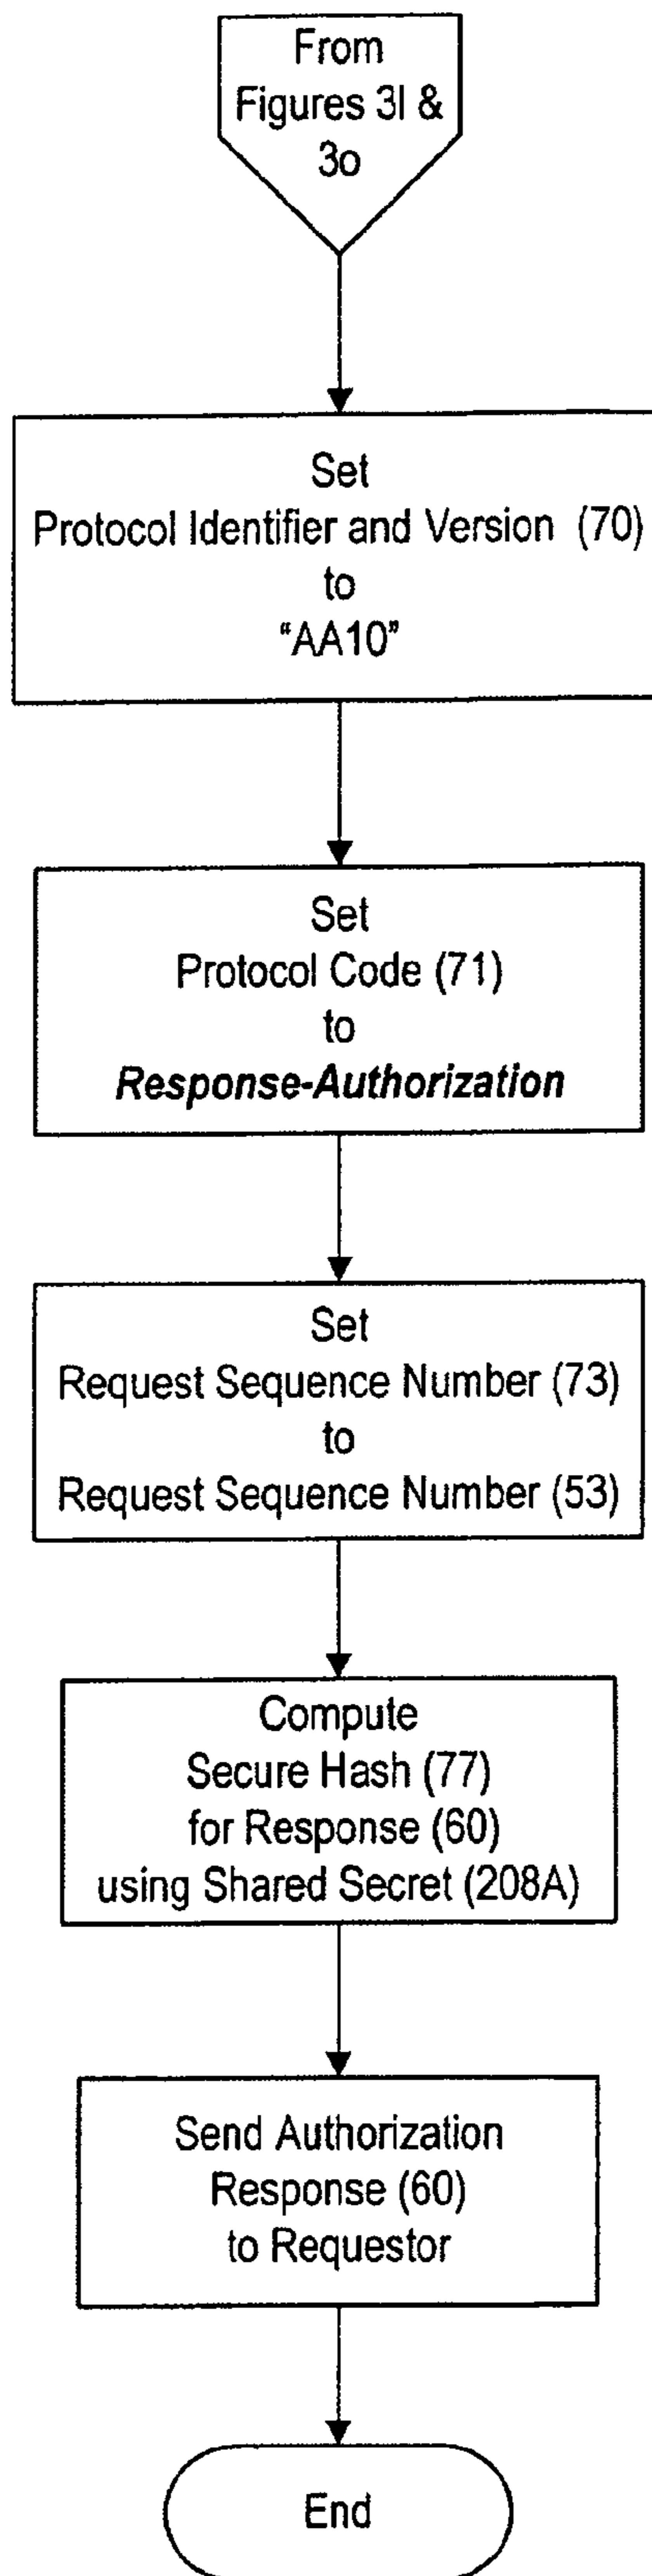 From
Figures 3l &
3o
Set
Protocol Identifier and Version (70)
to
“AA10”
Set
Protocol Code (71)
to
Response-Authorization
Set
Request Sequence Number (73)
to
Request Sequence Number (53)
Compute
Secure Hash (77)
for Response (60)
using Shared Secret (208A)
Send Authorization
Response (60)
to Requestor
End